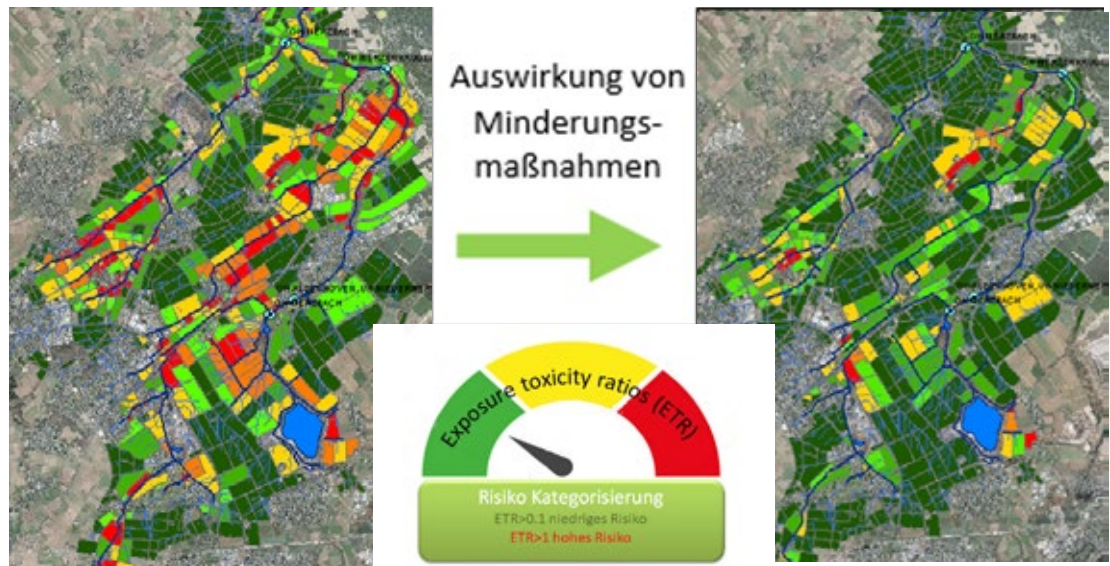 Auswirkung von
Minderungs-
maßnahmen
Exposure toxicity ratios (ETR)
Risiko Kategorisierung
ETR>0.1 niedriges Risiko
ETR>1 hohes Risiko